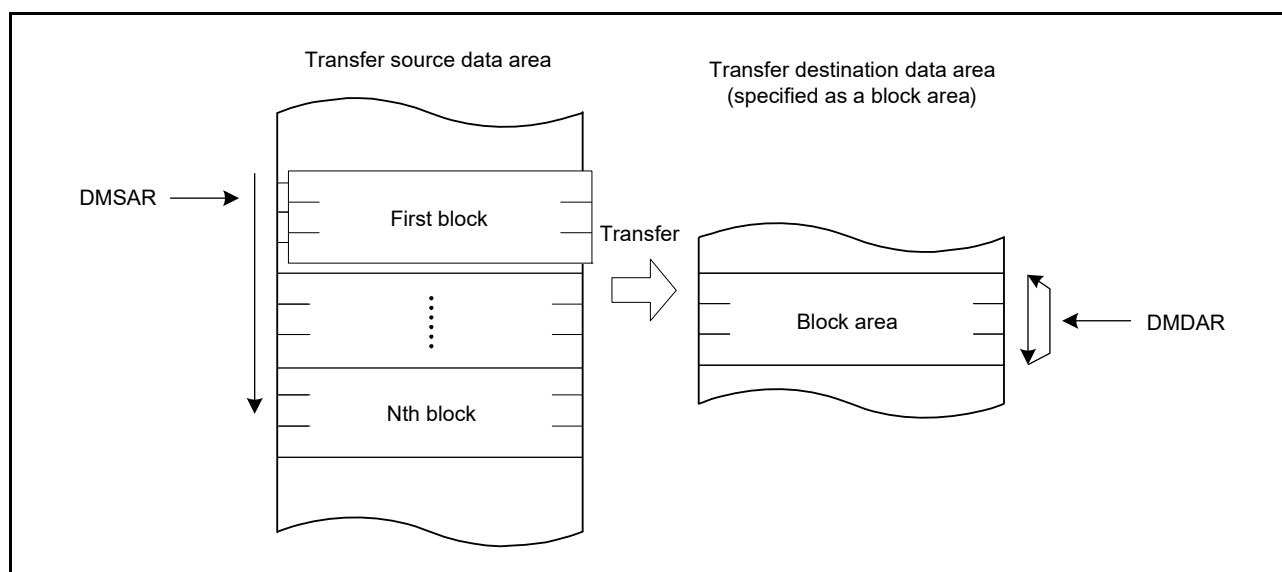 Transfer source data area
Transfer destination data area
(specified as a block area)
DMSAR
First block
Transfer
Block area
DMDAR
Nth block